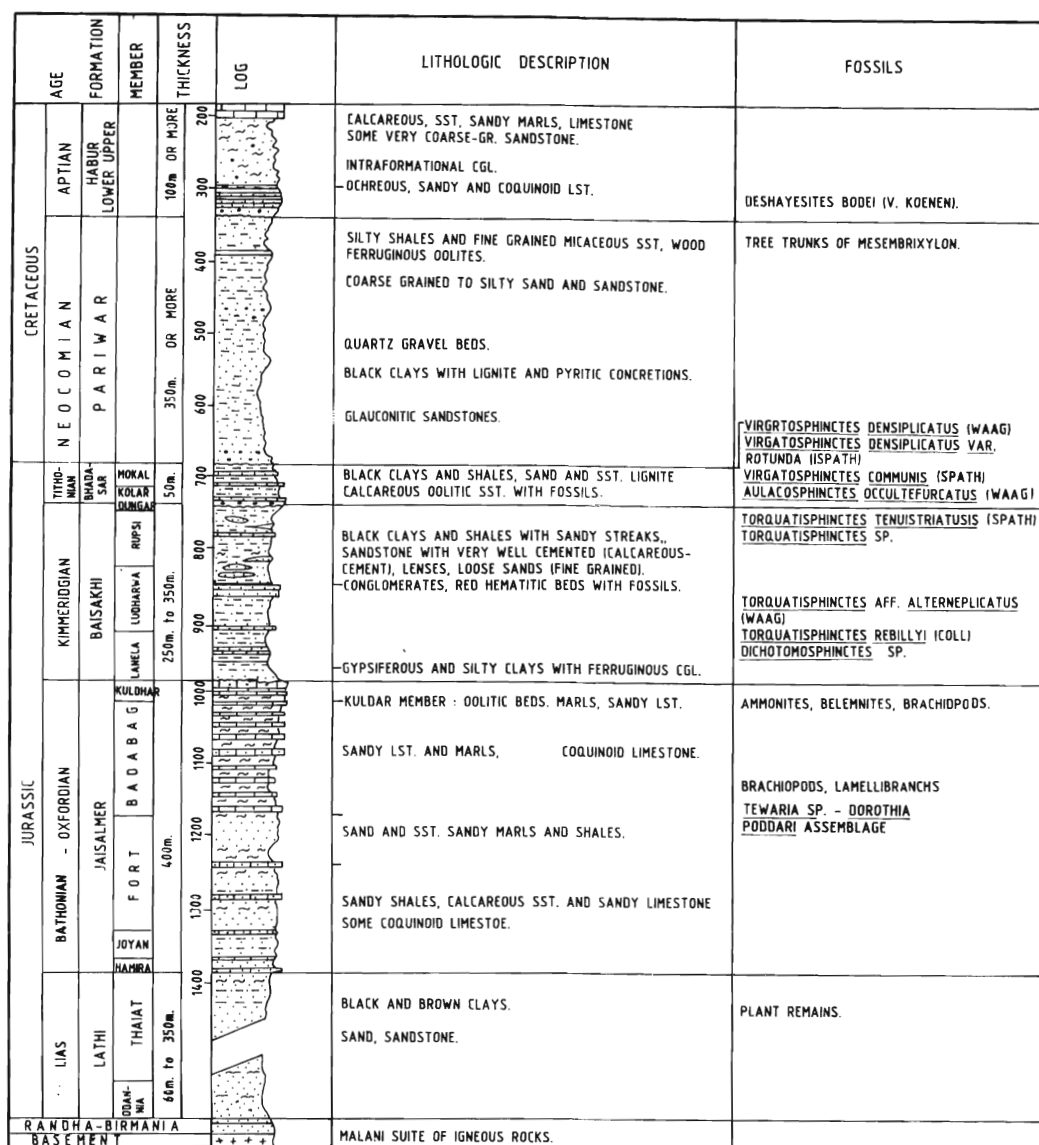 AGE
FORMATION
MEMBER
THICKNESS
LOG
LITHOLOGIC DESCRIPTION
FOSSILS
CRETACEOUS
APTIAN
HABUR
LOWER UPPER
100m OR MORE
200
300
CALCAREOUS, SST, SANDY MARLS, LIMESTONE
SOME VERY COARSE-GR. SANDSTONE.
INTRAFORMATIONAL CGL.
OCHREOUS, SANDY AND COQUINOID LST.
DESHAYESITES BODEI (V. KOENEN).
NEOCOMIAN
PARIWAR
350m. OR MORE
400
500
600
SILTY SHALES AND FINE GRAINED MICACEOUS SST, WOOD
FERRUGINOUS OOLITES.
COARSE GRAINED TO SILTY SAND AND SANDSTONE.
QUARTZ GRAVEL BEDS.
BLACK CLAYS WITH LIGNITE AND PYRITIC CONCRETIONS.
GLAUCONITIC SANDSTONES.
TREE TRUNKS OF MESEMBRIXYLON.
JURASSIC
TITHO-
NIAN
BHADA-
SAR
MOKAL
KOLAR
DUNGAR
50m.
700
BLACK CLAYS AND SHALES, SAND AND SST. LIGNITE
CALCAREOUS OOLITIC SST. WITH FOSSILS.
VIRGRTOSPHINCTES DENSIPLICATUS (WAAG)
VIRGATOSPHINCTES DENSIPLICATUS VAR.
ROTUNDA (ISPATH)
VIRGATOSPHINCTES COMMUNIS (SPATH)
AULACOSPHINCTES OCCULTEFURCATUS (WAAG)
KIMMERIDGIAN
BAISAKHI
RUPSI
LUDHARWA
LANELA
250m. to 350m.
800
900
BLACK CLAYS AND SHALES WITH SANDY STREAKS,,
SANDSTONE WITH VERY WELL CEMENTED (CALCAREOUS-
CEMENT), LENSES, LOOSE SANDS (FINE GRAINED).
CONGLOMERATES, RED HEMATITIC BEDS WITH FOSSILS.
GYPSIFEROUS AND SILTY CLAYS WITH FERRUGINOUS CGL.
TORQUATISPHINCTES TENUISTRIATUSIS (SPATH)
TORQUATISPHINCTES SP.
TORQUATISPHINCTES AFF. ALTERNEPLICATUS
(WAAG)
TORQUATISPHINCTES REBILLYI (COLL)
DICHOTOMOSPHINCTES SP.
BATHONIAN - OXFORDIAN
JAISALMER
KULDHAR
BADABAG
FORT
JOYAN
HAMIRA
400m.
1000
1100
1200
1300
KULDAR MEMBER : OOLITIC BEDS. MARLS, SANDY LST.
SANDY LST. AND MARLS, COQUINOID LIMESTONE.
SAND AND SST. SANDY MARLS AND SHALES.
SANDY SHALES, CALCAREOUS SST. AND SANDY LIMESTONE
SOME COQUINOID LIMESTOE.
AMMONITES, BELEMNITES, BRACHIDPODS.
BRACHIOPODS, LAMELLIBRANCHS
TEWARIA SP. - DOROTHIA
PODDARI ASSEMBLAGE
LIAS
LATHI
THAIAT
ODAN-
NIA
60m. to 350m.
1400
BLACK AND BROWN CLAYS.
SAND, SANDSTONE.
PLANT REMAINS.
RANDHA-BIRMANIA
BASEMENT
MALANI SUITE OF IGNEOUS ROCKS.